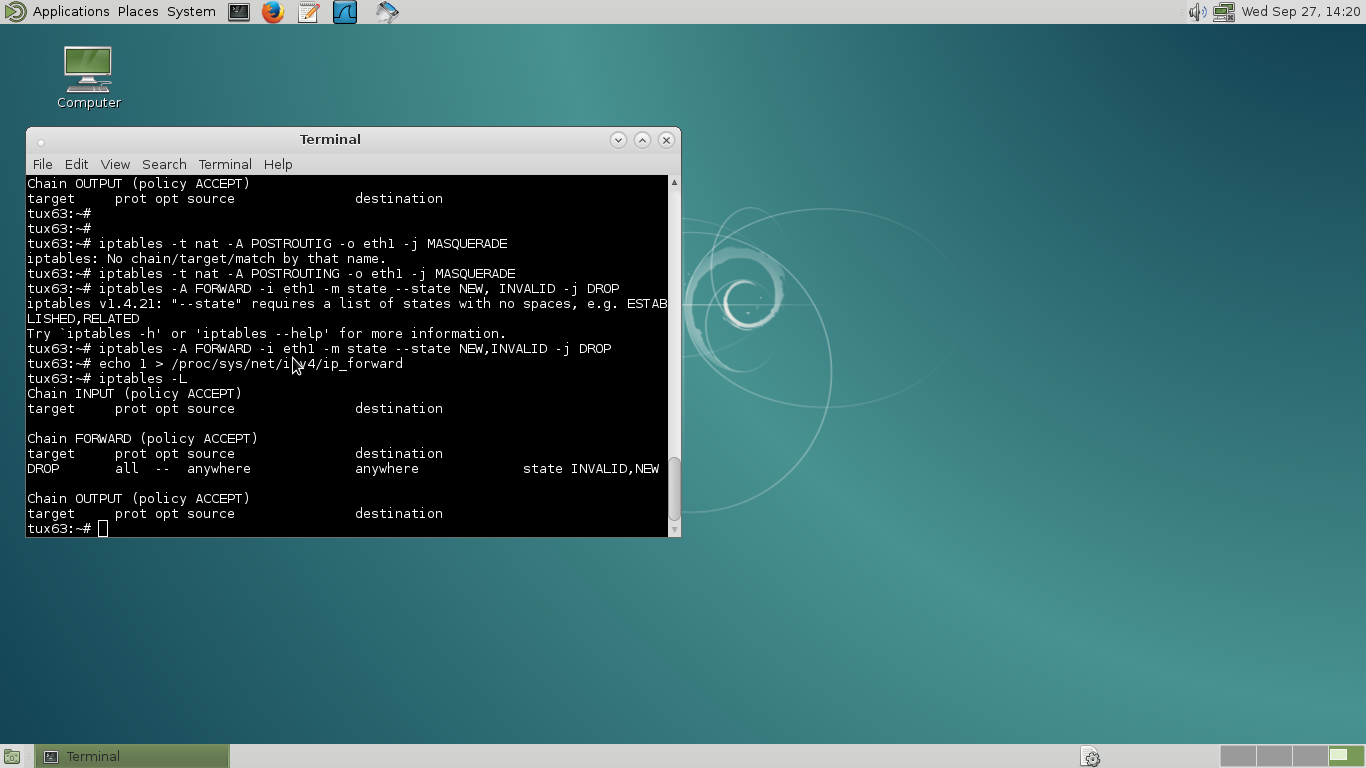 Applications Places System
Wed Sep 27, 14:20
Computer
Terminal
File Edit View Search Terminal Help
Chain OUTPUT (policy ACCEPT)
target     prot opt source               destination
tux63:~#
tux63:~#
tux63:~# iptables -t nat -A POSTROUTIG -o eth1 -j MASQUERADE
iptables: No chain/target/match by that name.
tux63:~# iptables -t nat -A POSTROUTING -o eth1 -j MASQUERADE
tux63:~# iptables -A FORWARD -i eth1 -m state --state NEW, INVALID -j DROP
iptables v1.4.21: "--state" requires a list of states with no spaces, e.g. ESTAB
LISHED,RELATED
Try `iptables -h' or 'iptables --help' for more information.
tux63:~# iptables -A FORWARD -i eth1 -m state --state NEW,INVALID -j DROP
tux63:~# echo 1 > /proc/sys/net/ipv4/ip_forward
tux63:~# iptables -L
Chain INPUT (policy ACCEPT)
target     prot opt source               destination
Chain FORWARD (policy ACCEPT)
target     prot opt source               destination
DROP       all  --  anywhere             anywhere             state INVALID,NEW
Chain OUTPUT (policy ACCEPT)
target     prot opt source               destination
tux63:~#
Terminal